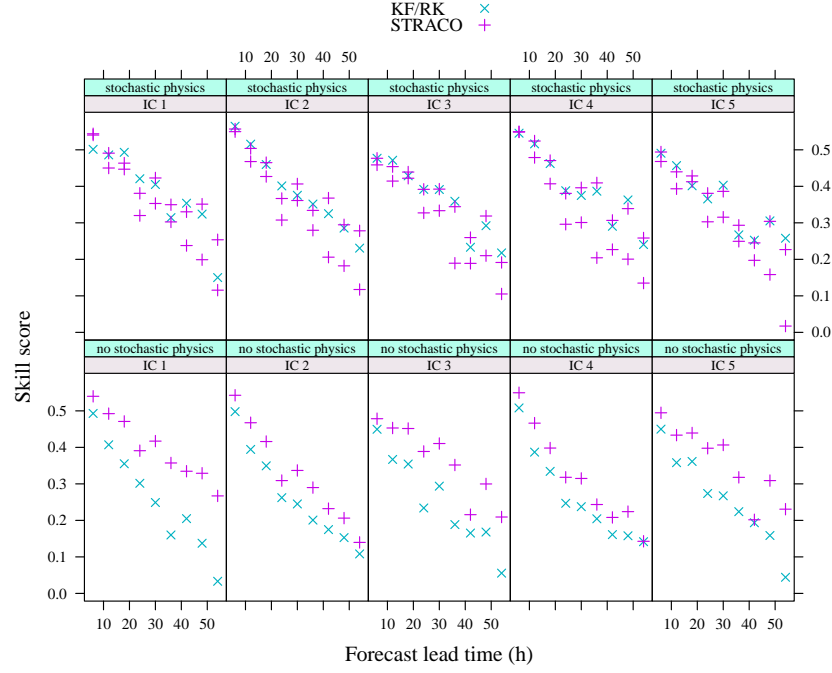 KF/RK
STRACO
10 20 30 40 50 10 20 30 40 50
stochastic physics stochastic physics stochastic physics stochastic physics stochastic physics
IC 1 IC 2 IC 3 IC 4 IC 5
0.5
0.4
0.3
0.2
0.1
0.0
no stochastic physics no stochastic physics no stochastic physics no stochastic physics no stochastic physics
IC 1 IC 2 IC 3 IC 4 IC 5
Skill score
0.5
0.4
0.3
0.2
0.1
0.0
10 20 30 40 50 10 20 30 40 50 10 20 30 40 50
Forecast lead time (h)